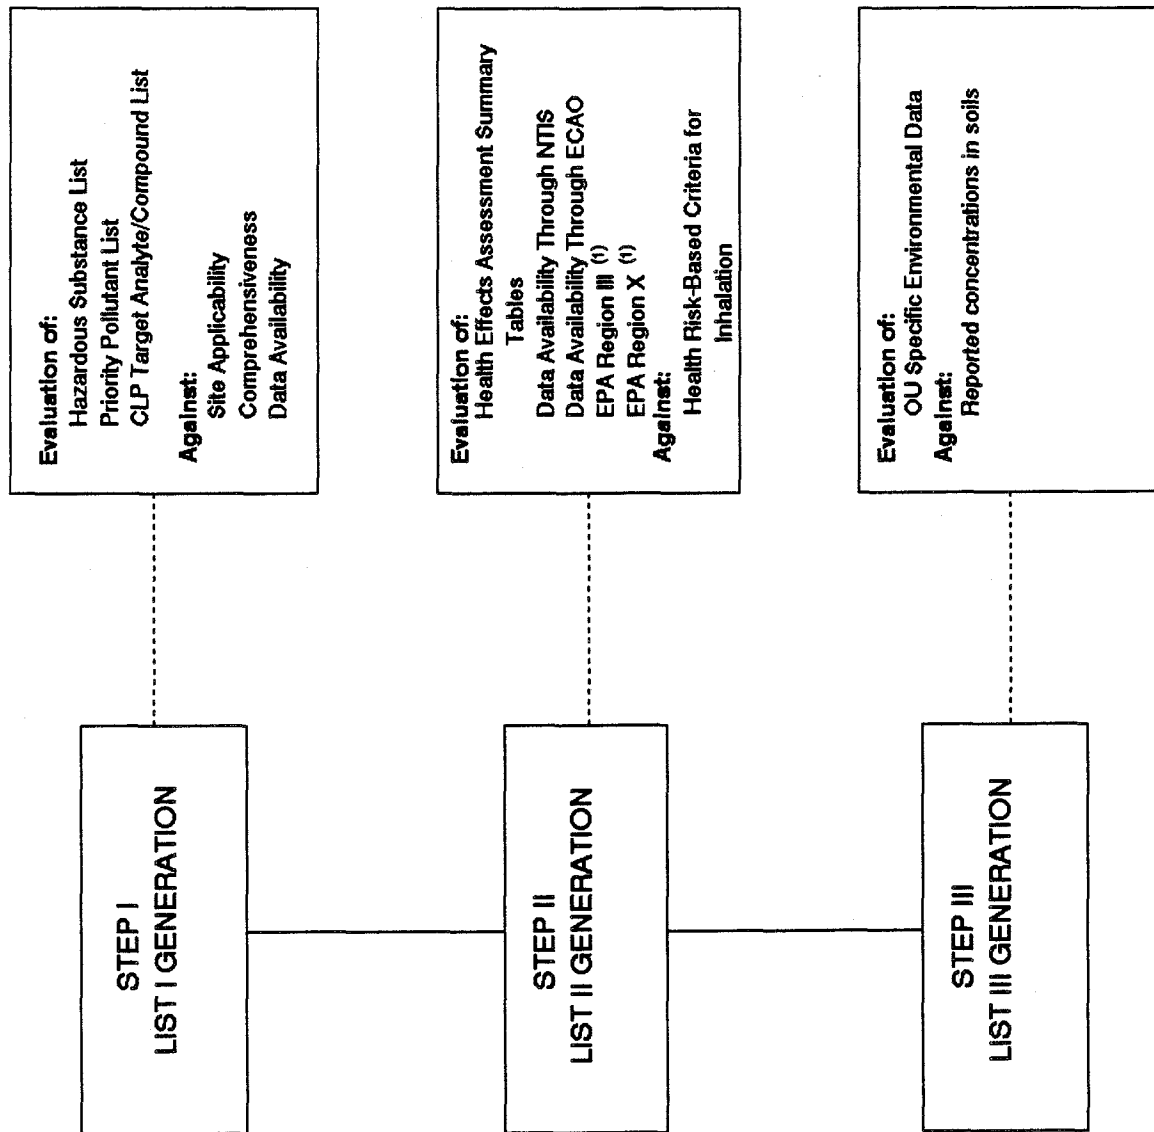 STEP I
LIST I GENERATION
Evaluation of:
Hazardous Substance List
Priority Pollutant List
CLP Target Analyte/Compound List
Against:
Site Applicability
Comprehensiveness
Data Availability
STEP II
LIST II GENERATION
Evaluation of:
Health Effects Assessment Summary
Tables
Data Availability Through NTIS
Data Availability Through ECAO
EPA Region III (1)
EPA Region X (1)
Against:
Health Risk-Based Criteria for
Inhalation
STEP III
LIST III GENERATION
Evaluation of:
OU Specific Environmental Data
Against:
Reported concentrations in soils